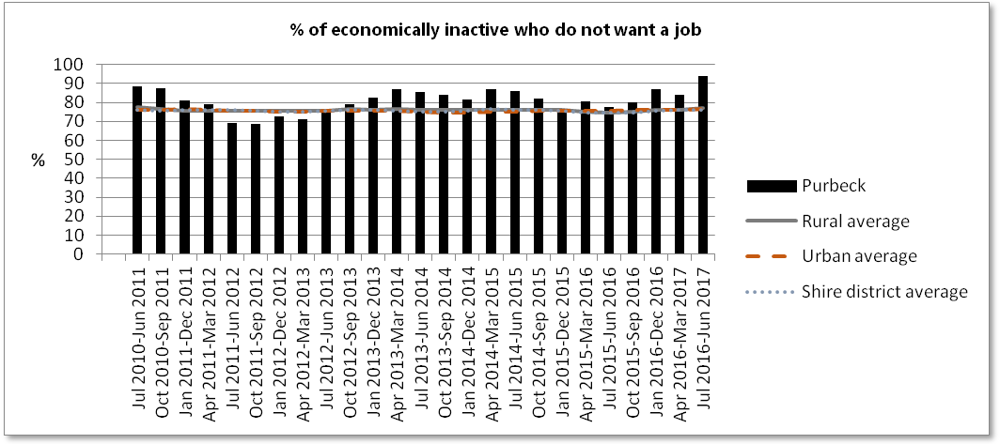 % of economically inactive who do not want a job
100
90
80
70
60
50
40
30
20
10
0
%
Jul 2010-Jun 2011
Oct 2010-Sep 2011
Jan 2011-Dec 2011
Apr 2011-Mar 2012
Jul 2011-Jun 2012
Oct 2011-Sep 2012
Jan 2012-Dec 2012
Apr 2012-Mar 2013
Jul 2012-Jun 2013
Oct 2012-Sep 2013
Jan 2013-Dec 2013
Apr 2013-Mar 2014
Jul 2013-Jun 2014
Oct 2013-Sep 2014
Jan 2014-Dec 2014
Apr 2014-Mar 2015
Jul 2014-Jun 2015
Oct 2014-Sep 2015
Jan 2015-Dec 2015
Apr 2015-Mar 2016
Jul 2015-Jun 2016
Oct 2015-Sep 2016
Jan 2016-Dec 2016
Apr 2016-Mar 2017
Jul 2016-Jun 2017
Purbeck
Rural average
Urban average
Shire district average